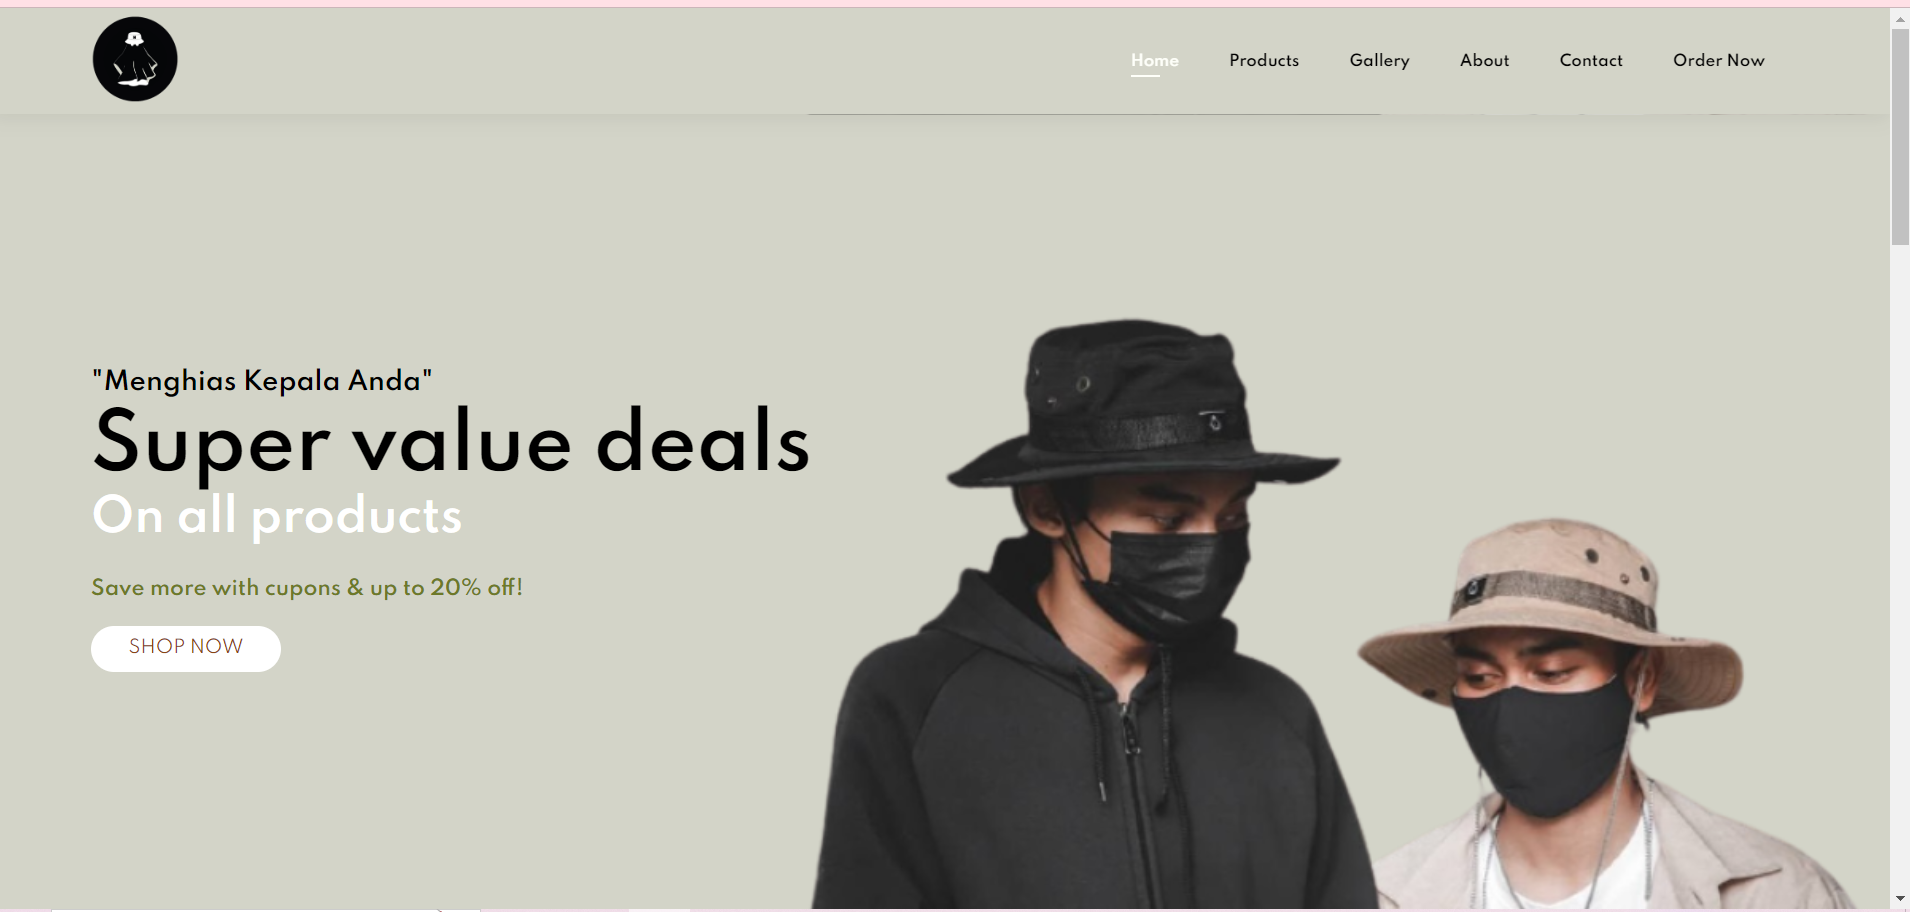 Home Products Gallery About Contact Order Now
"Menghias Kepala Anda"
Super value deals
On all products
Save more with cupons & up to 20% off!
SHOP NOW